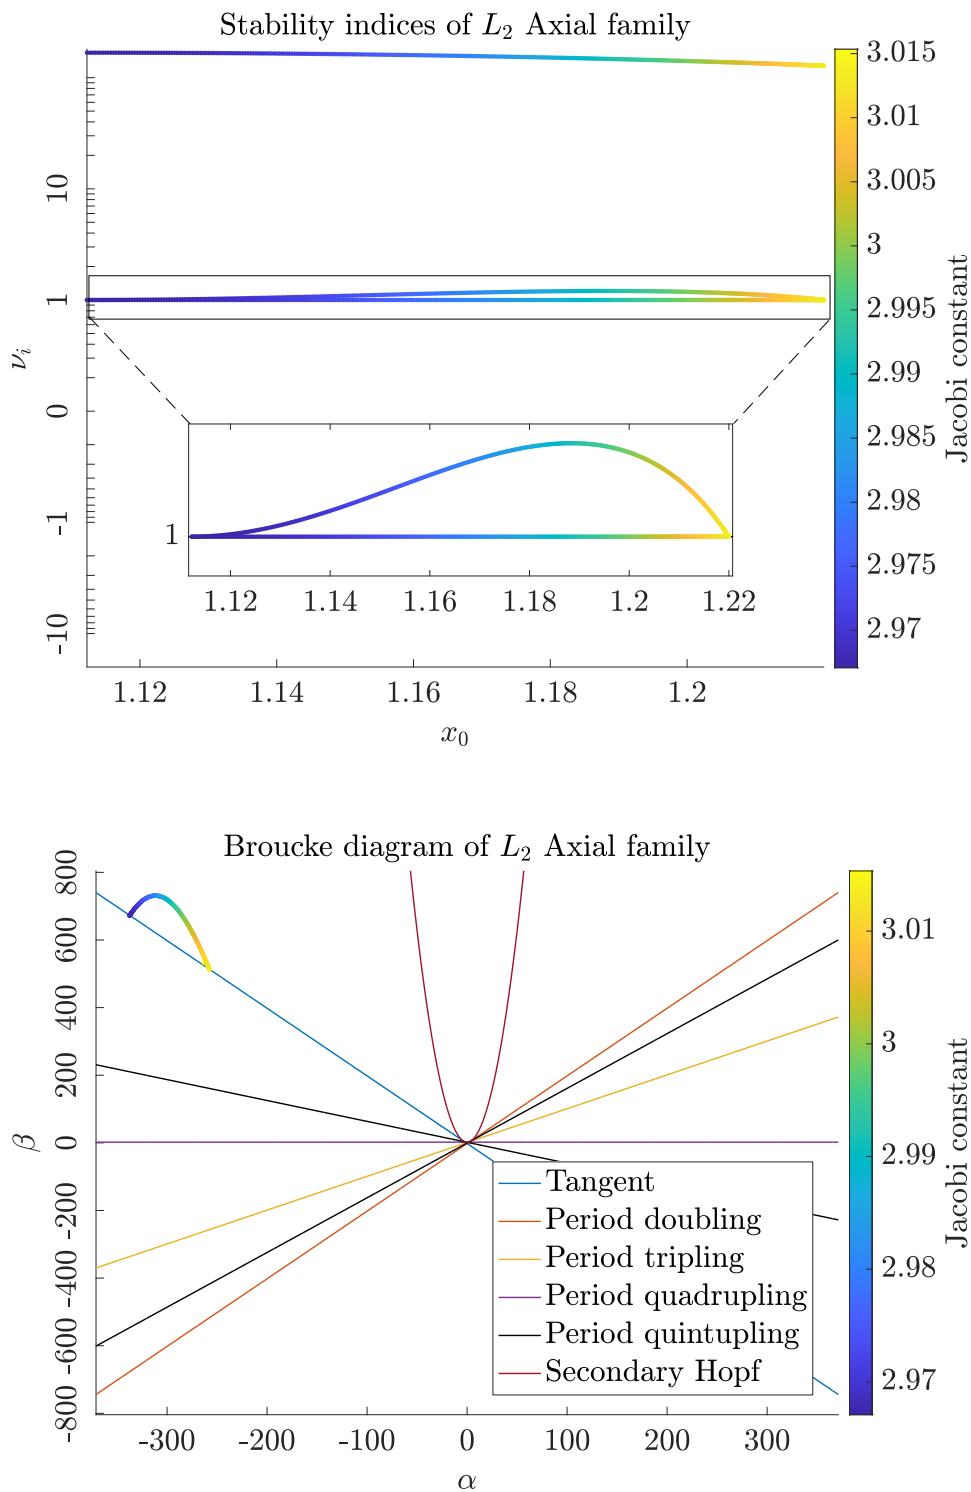 Stability indices of L₂ Axial family
10
1
0
-1
-10
νᵢ
1
1.12 1.14 1.16 1.18 1.2 1.22
1.12 1.14 1.16 1.18 1.2
x₀
3.015
3.01
3.005
3
2.995
2.99
2.985
2.98
2.975
2.97
Jacobi constant
Broucke diagram of L₂ Axial family
800
600
400
200
0
-200
-400
-600
-800
β
-300 -200 -100 0 100 200 300
α
Tangent
Period doubling
Period tripling
Period quadrupling
Period quintupling
Secondary Hopf
3.01
3
2.99
2.98
2.97
Jacobi constant